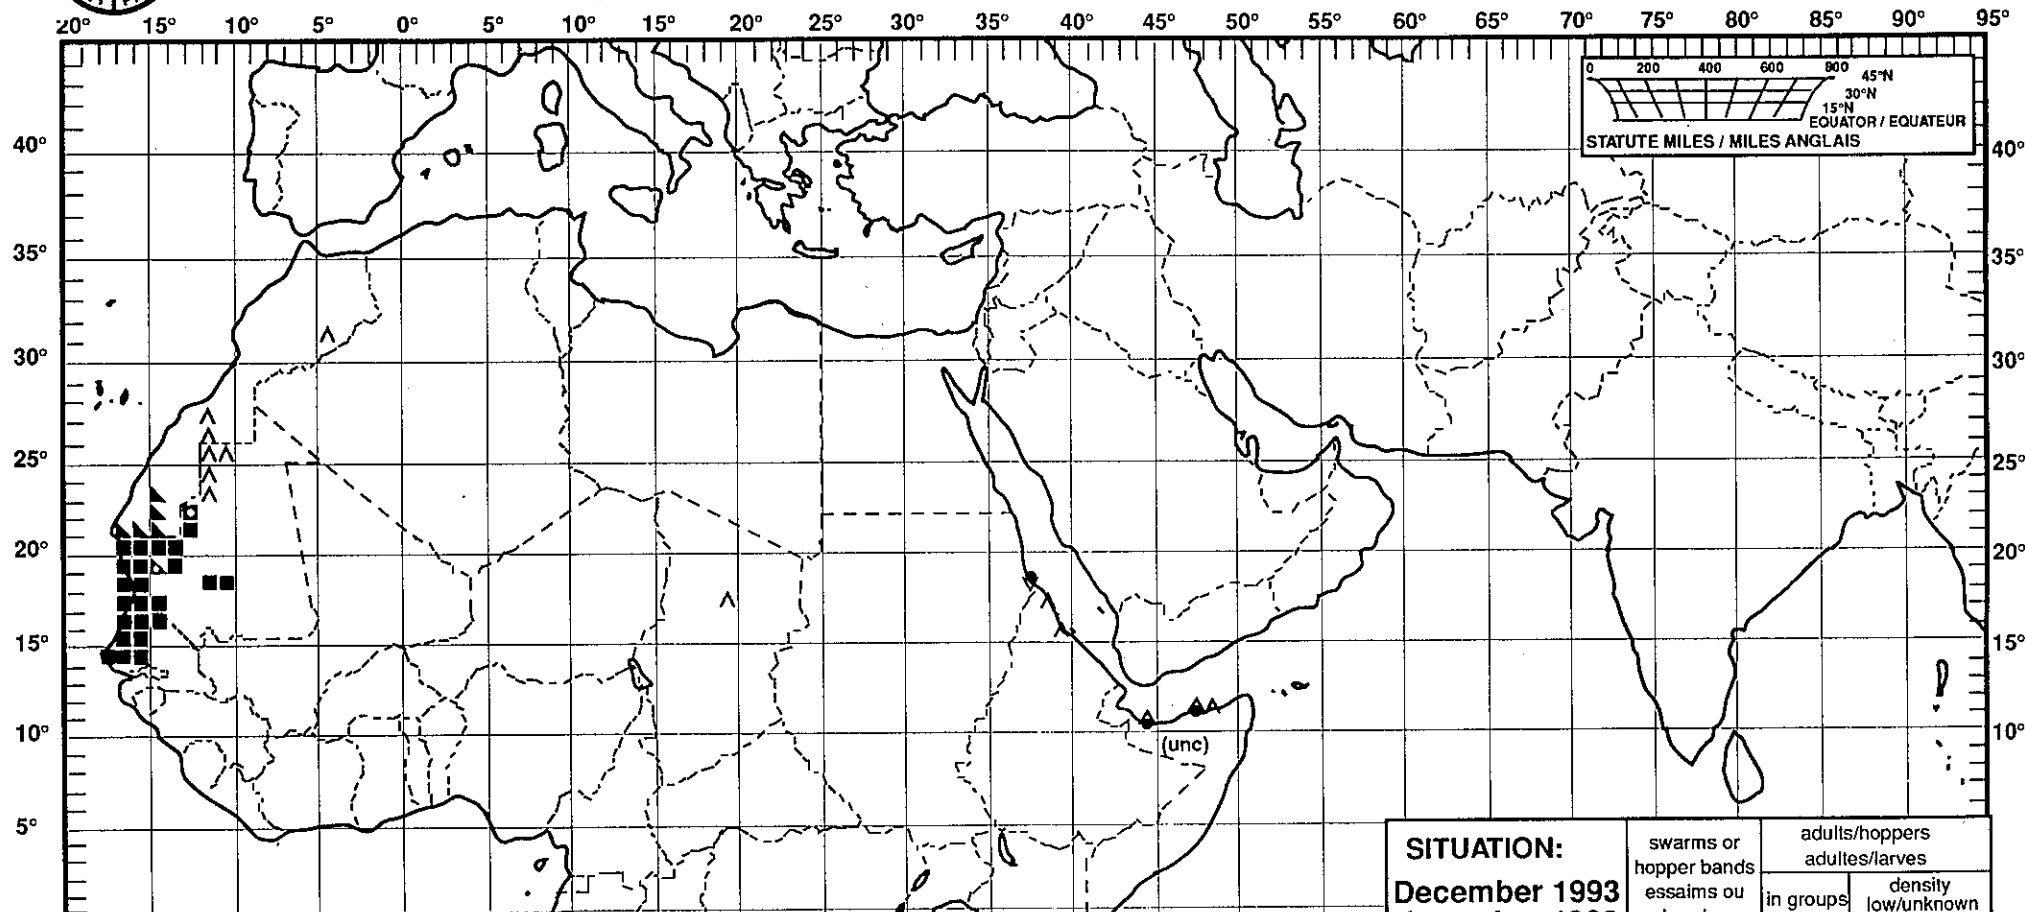 20° 15° 10° 5° 0° 5° 10° 15° 20° 25° 30° 35° 40° 45° 50° 55° 60° 65° 70° 75° 80° 85° 90° 95°
0 200 400 600 800
45°N
30°N
15°N
EQUATOR / EQUATEUR
STATUTE MILES / MILES ANGLAIS
40° 40°
35° 35°
30° 30°
25° 25°
20° 20°
15° 15°
10° 10°
(unc)
5°
SITUATION:
December 1993
swarms or
hopper bands
essaims ou
adults/hoppers
adultes/larves
in groups
density
low/unknown